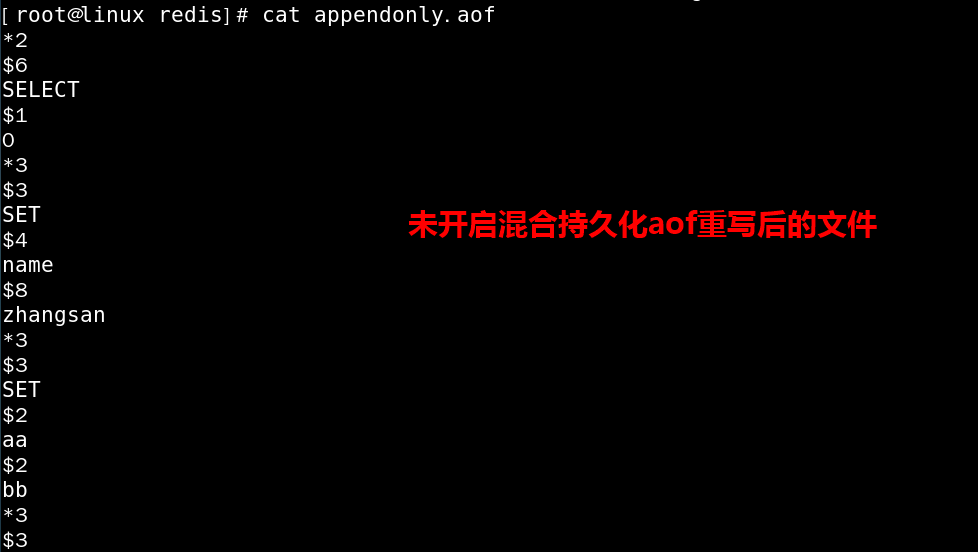 [root@linux redis]# cat appendonly.aof
*2
$6
SELECT
$1
0
*3
$3
SET
未开启混合持久化aof重写后的文件
$4
name
$8
zhangsan
*3
$3
SET
$2
aa
$2
bb
*3
$3